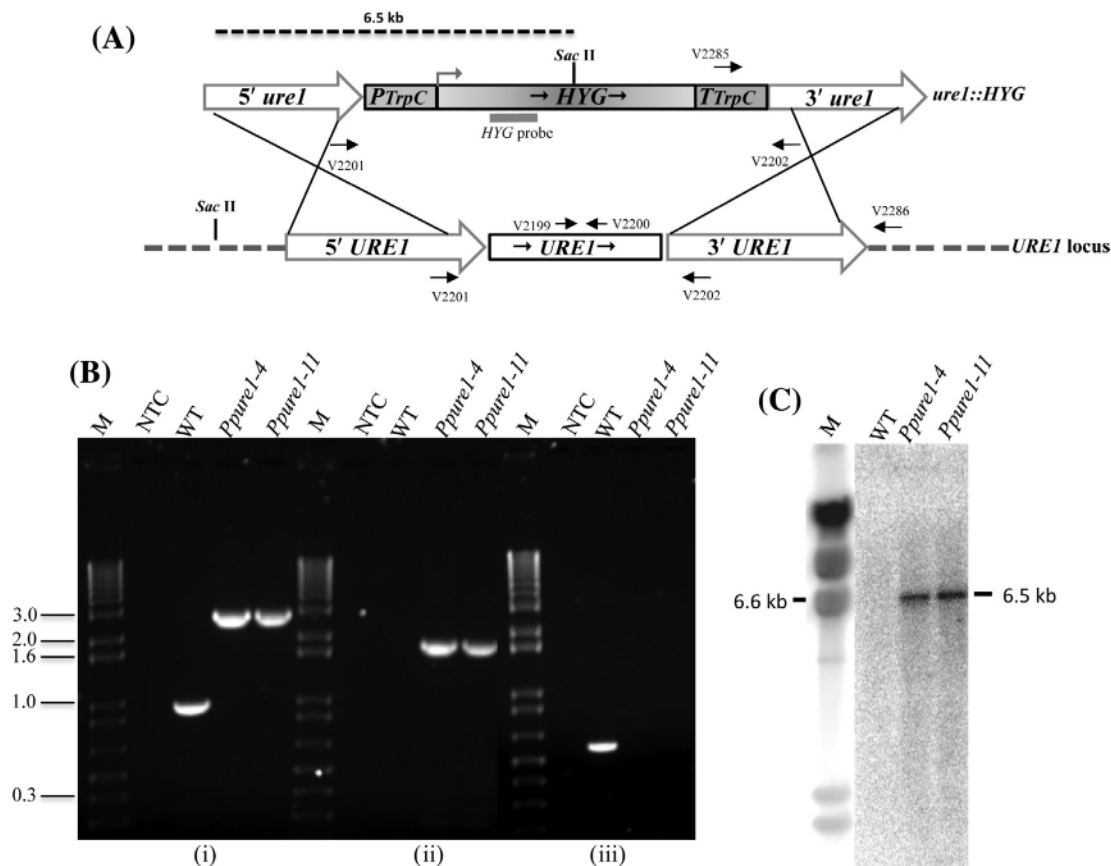 (A)
6.5 kb
Sac II
V2285
5' ure1
PTrpC
→ HYG →
TTrpC
3' ure1
ure1::HYG
HYG probe
V2201
V2202
Sac II
V2199
V2200
V2286
5' URE1
→ URE1 →
3' URE1
URE1 locus
V2201
V2202
(B)
M
NTC
WT
Ppure1-4
Ppure1-11
M
NTC
WT
Ppure1-4
Ppure1-11
M
NTC
WT
Ppure1-4
Ppure1-11
3.0
2.0
1.6
1.0
0.3
(i)
(ii)
(iii)
(C)
M
WT
Ppure1-4
Ppure1-11
6.6 kb
6.5 kb